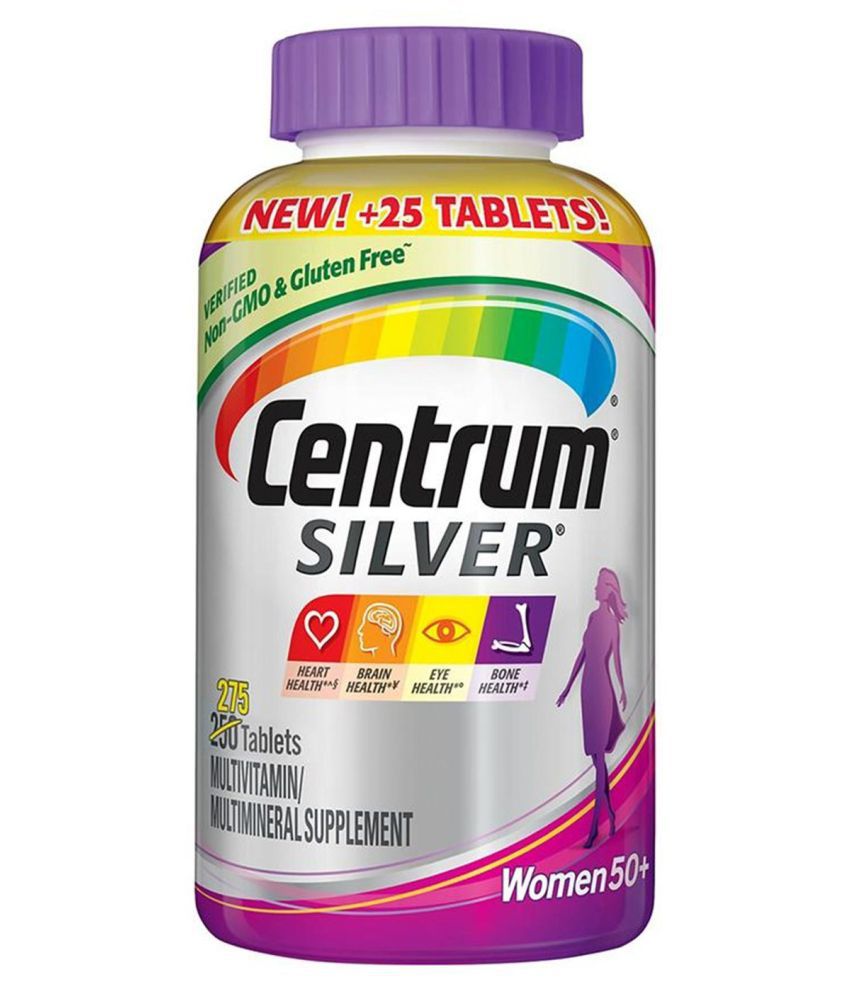 NEW! +25 TABLETS!
VERIFIED
Non-GMO & Gluten Free~
Centrum®
SILVER®
HEART HEALTH*^§
BRAIN HEALTH*¥
EYE HEALTH*°
BONE HEALTH*‡
275
250 Tablets
MULTIVITAMIN/
MULTIMINERAL SUPPLEMENT
Women 50+